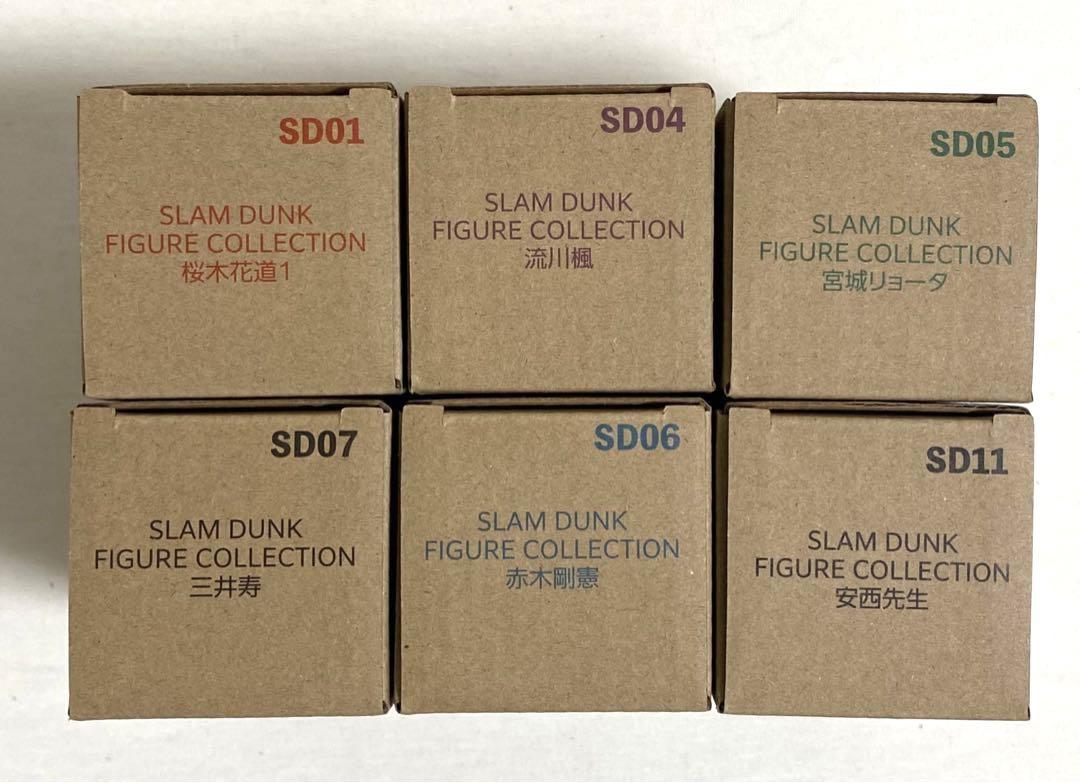 SD01
SLAM DUNK
FIGURE COLLECTION
桜木花道1
SD04
SLAM DUNK
FIGURE COLLECTION
流川楓
SD05
SLAM DUNK
FIGURE COLLECTION
宮城リョータ
SD07
SLAM DUNK
FIGURE COLLECTION
三井寿
SD06
SLAM DUNK
FIGURE COLLECTION
赤木剛憲
SD11
SLAM DUNK
FIGURE COLLECTION
安西先生